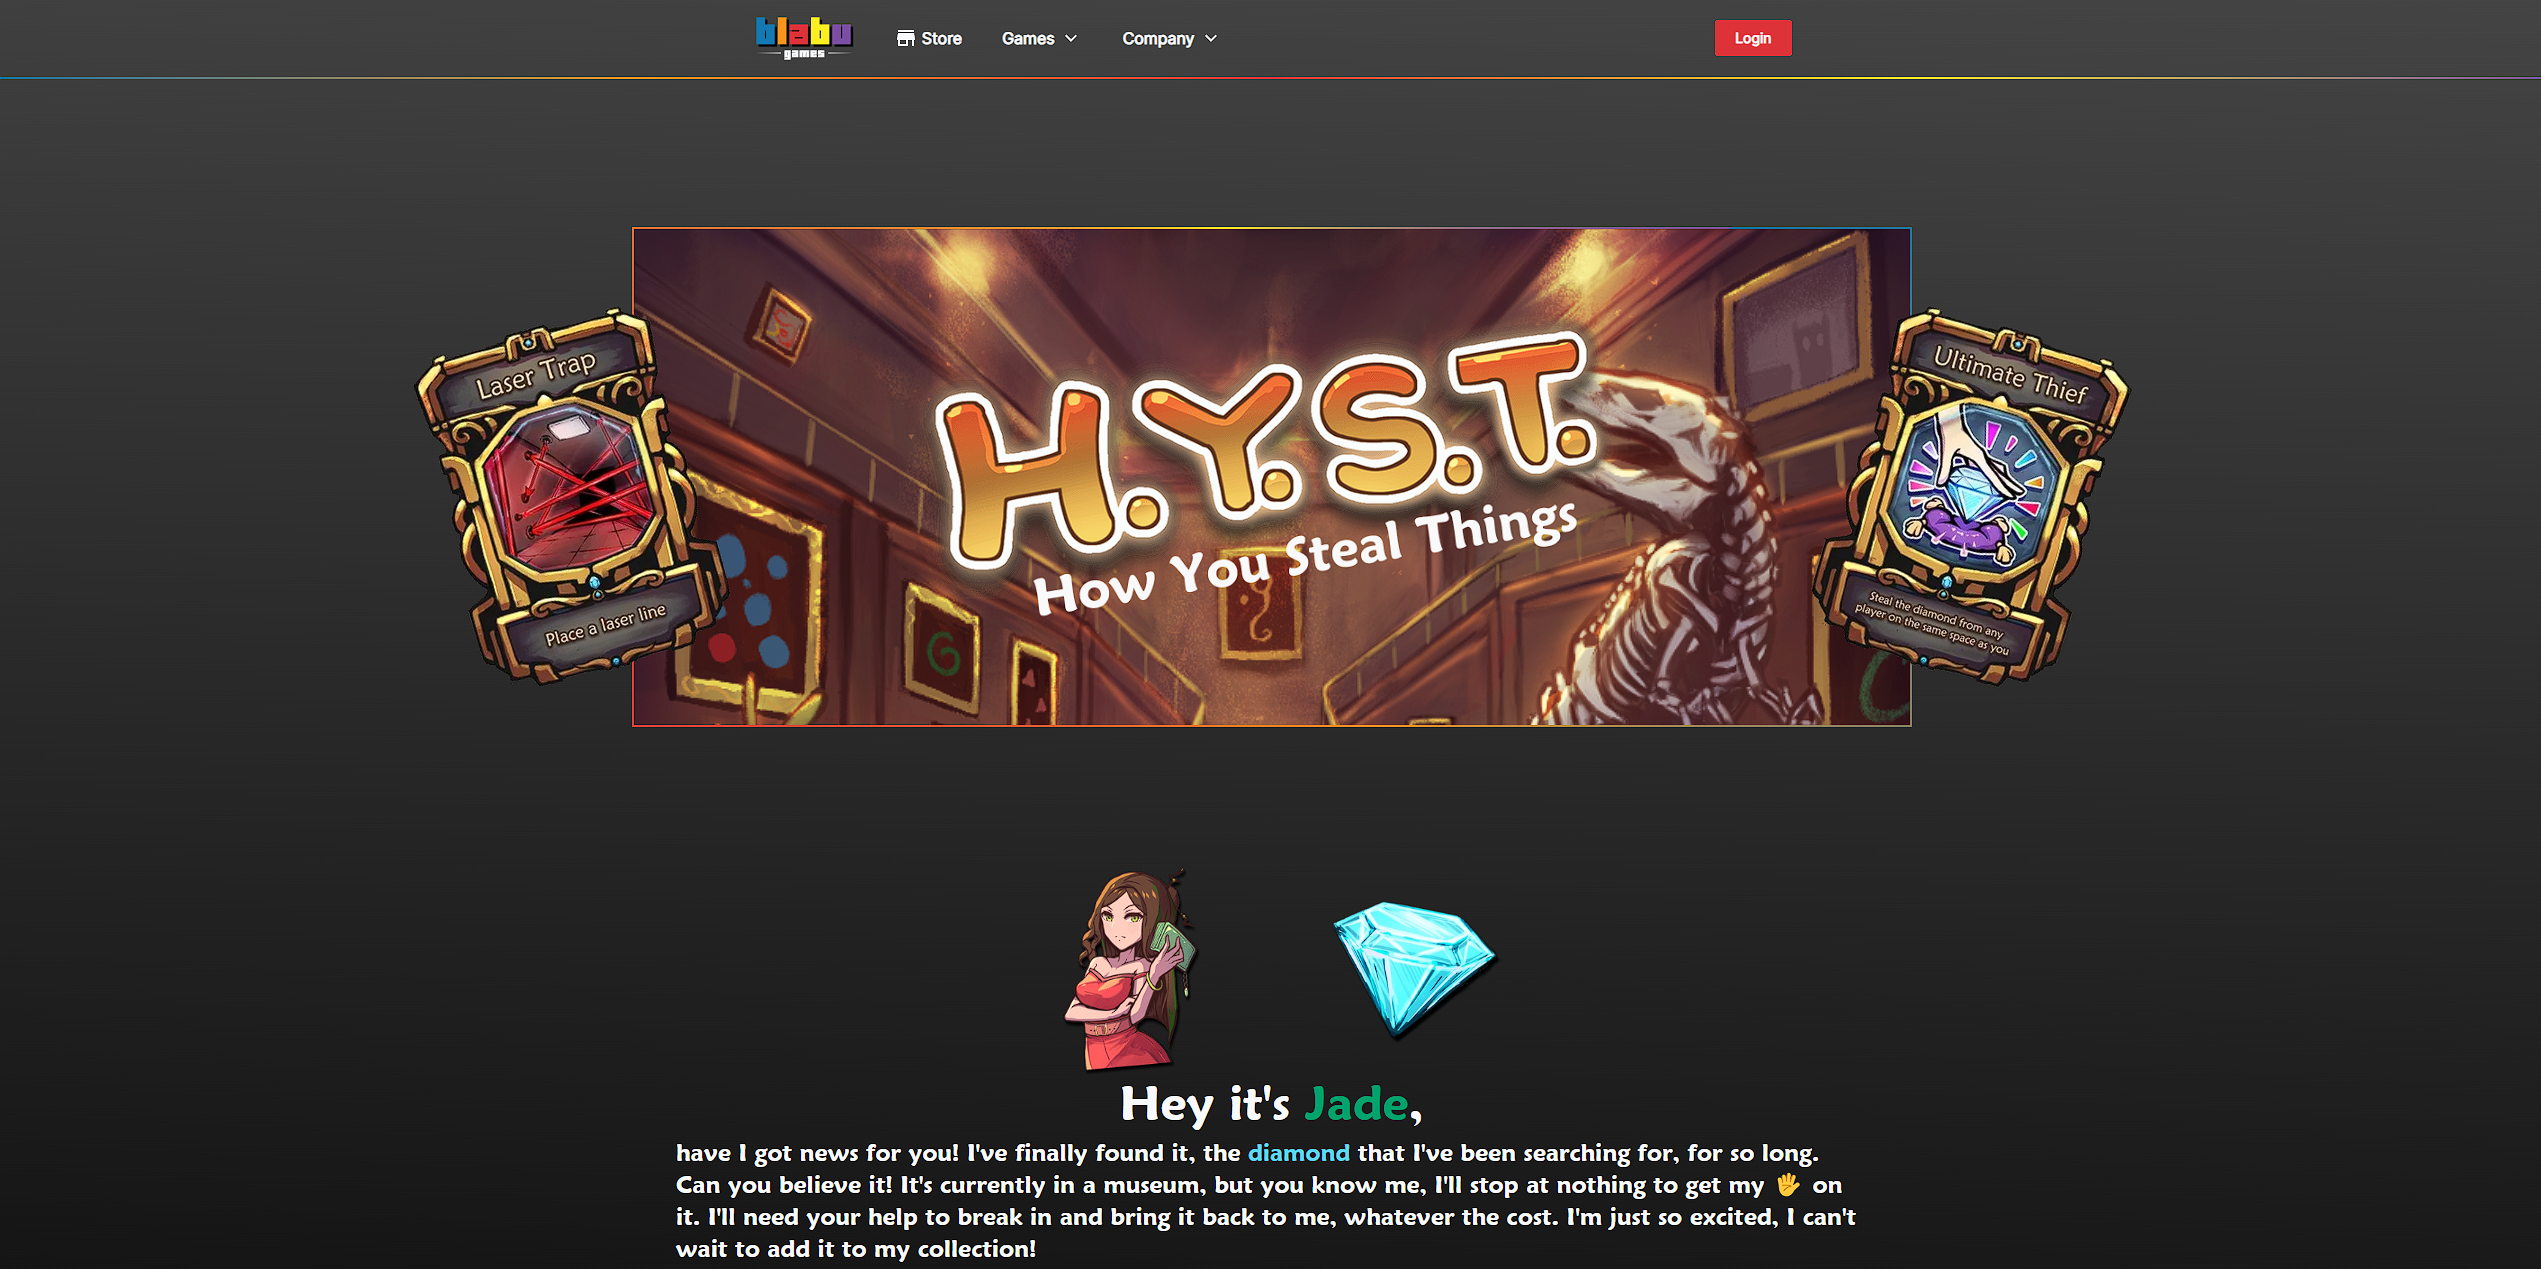 blabu
games
Store
Games
Company
Login
Laser Trap
Place a laser line
H.Y.S.T.
How You Steal Things
Ultimate Thief
Steal the diamond from any
player on the same space as you
Hey it's Jade,
have I got news for you! I've finally found it, the diamond that I've been searching for, for so long.
Can you believe it! It's currently in a museum, but you know me, I'll stop at nothing to get my 🖐 on
it. I'll need your help to break in and bring it back to me, whatever the cost. I'm just so excited, I can't
wait to add it to my collection!